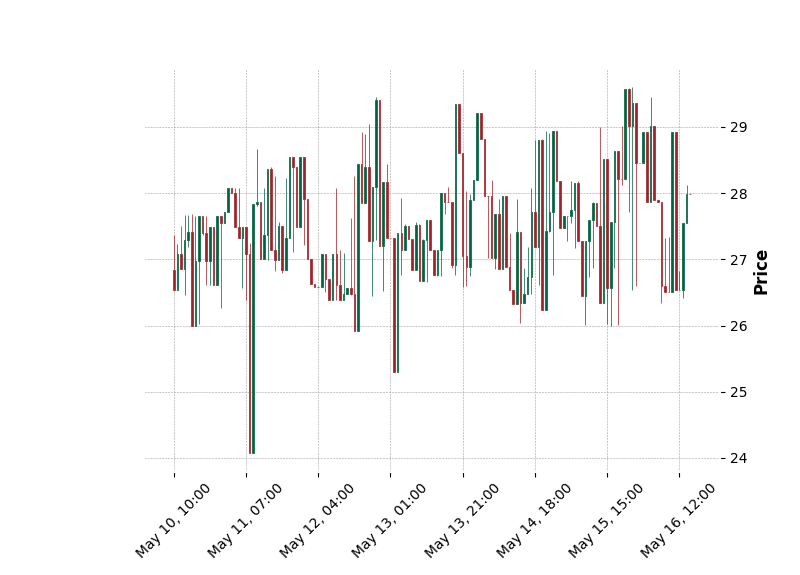 29
28
27
26
25
24
Price
May 10, 10:00
May 11, 07:00
May 12, 04:00
May 13, 01:00
May 13, 21:00
May 14, 18:00
May 15, 15:00
May 16, 12:00